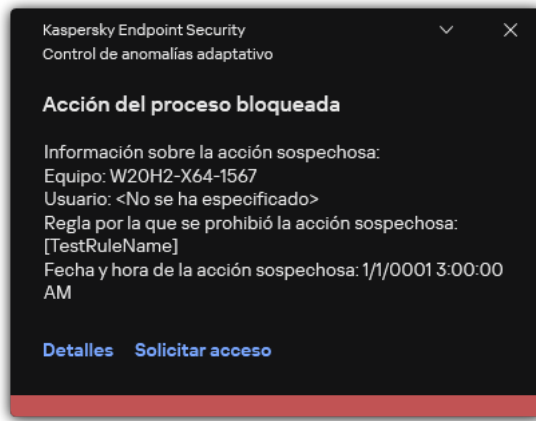 Kaspersky Endpoint Security
Control de anomalías adaptativo
Acción del proceso bloqueada
Información sobre la acción sospechosa:
Equipo: W20H2-X64-1567
Usuario: <No se ha especificado>
Regla por la que se prohibió la acción sospechosa:
[TestRuleName]
Fecha y hora de la acción sospechosa: 1/1/0001 3:00:00
AM
Detalles Solicitar acceso